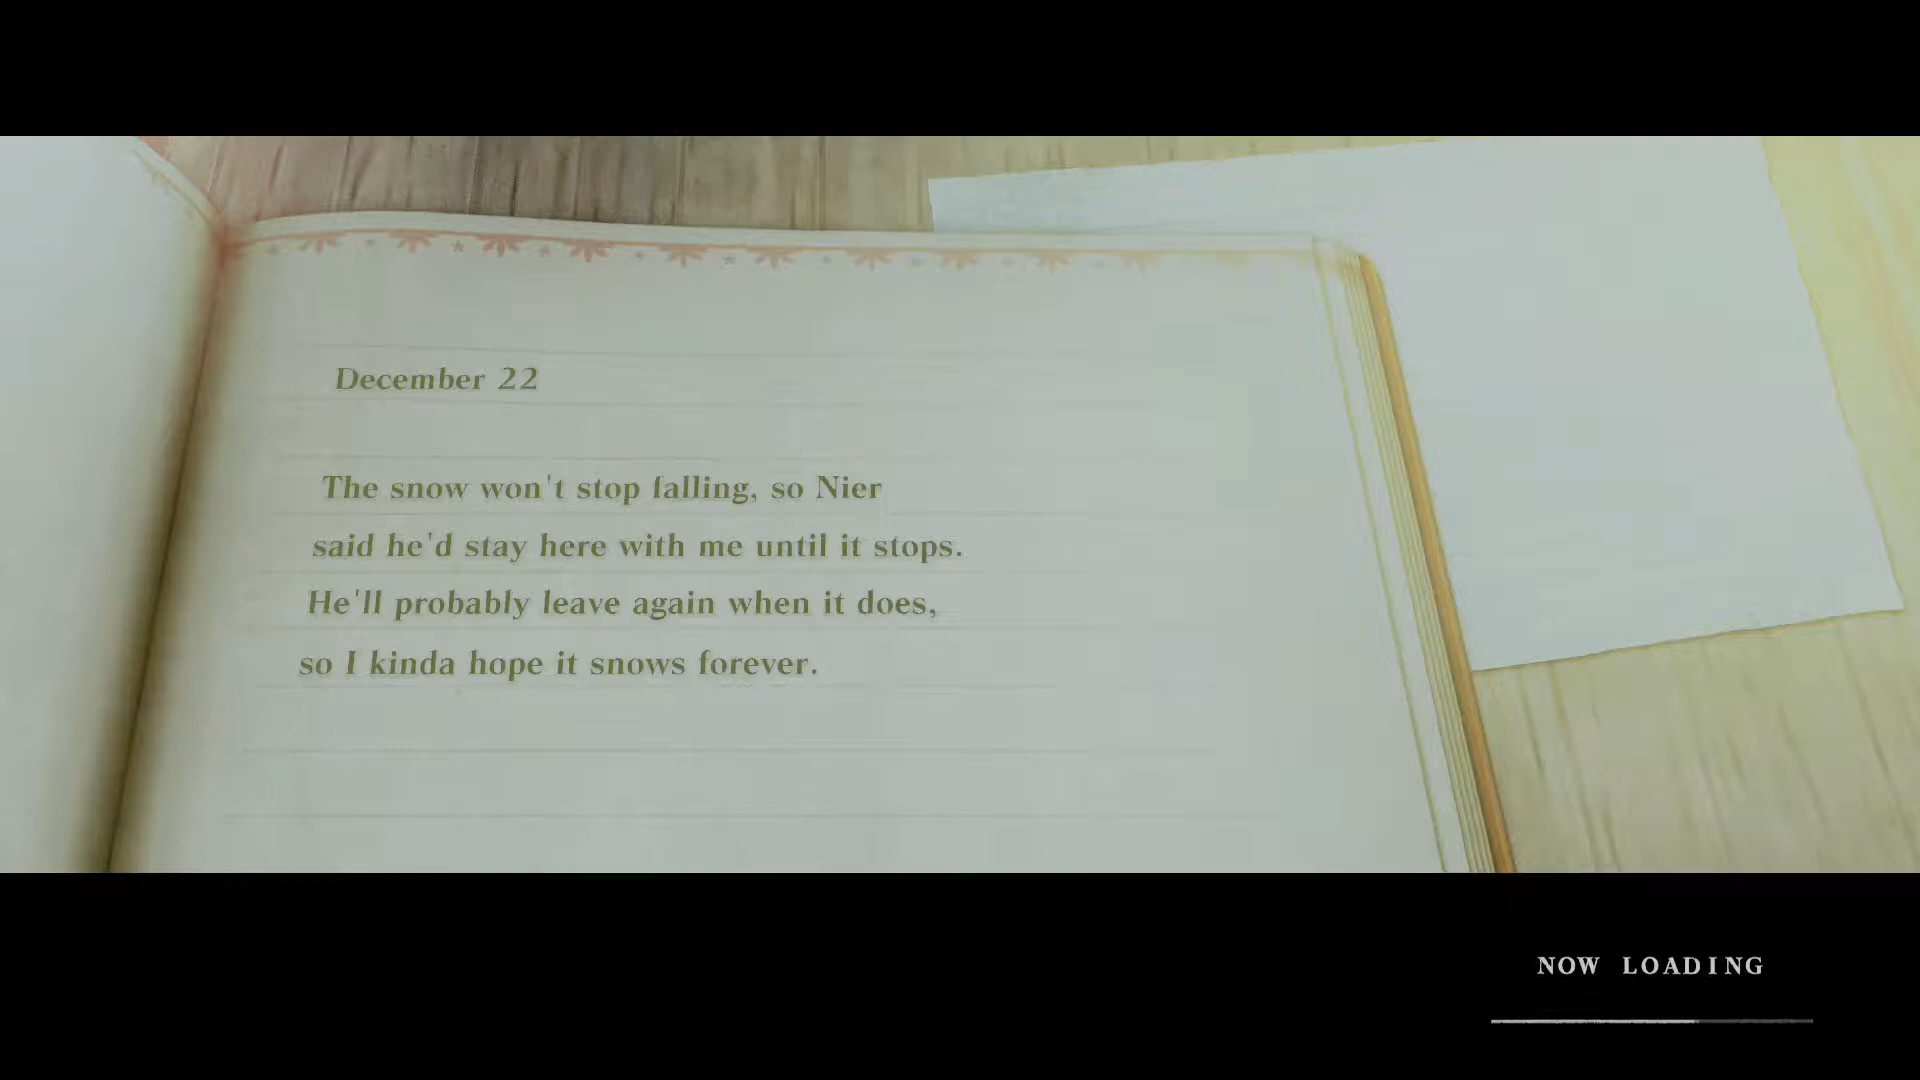 December 22
The snow won't stop falling, so Nier
said he'd stay here with me until it stops.
He'll probably leave again when it does,
so I kinda hope it snows forever.
NOW LOADING